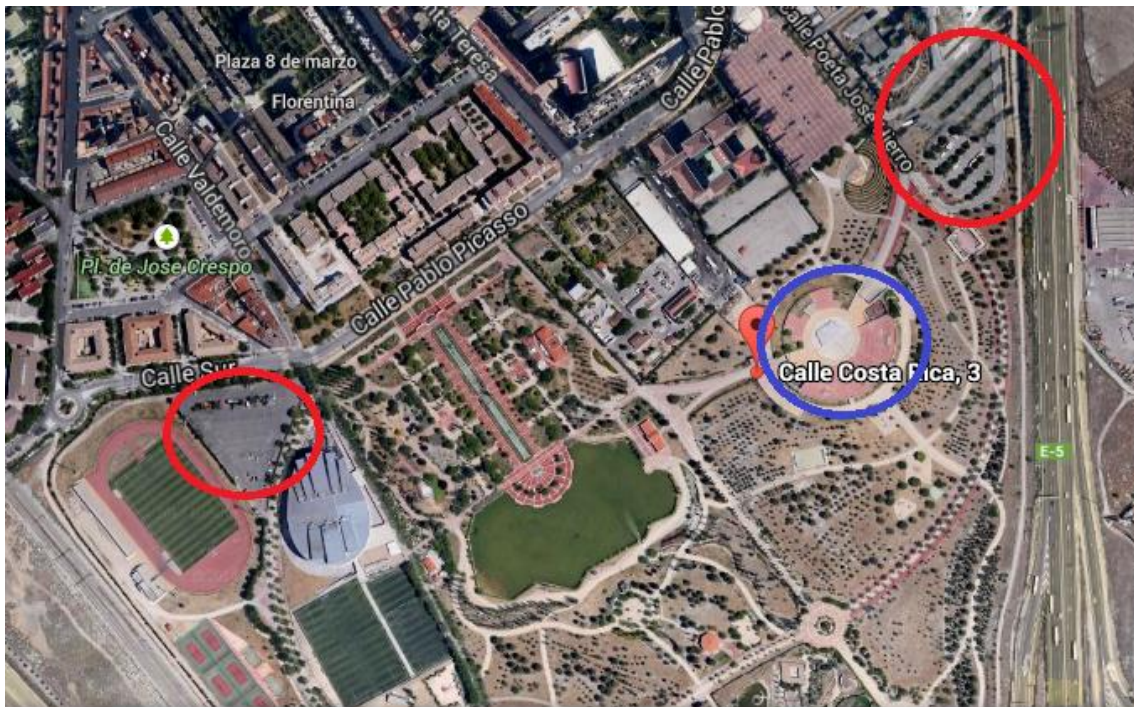 Plaza 8 de marzo
Florentina
Calle Valdemoro
Pl. de Jose Crespo
Calle Pablo
Calle Pablo Picasso
Calle Sur
Calle Costa Rica, 3
E-5